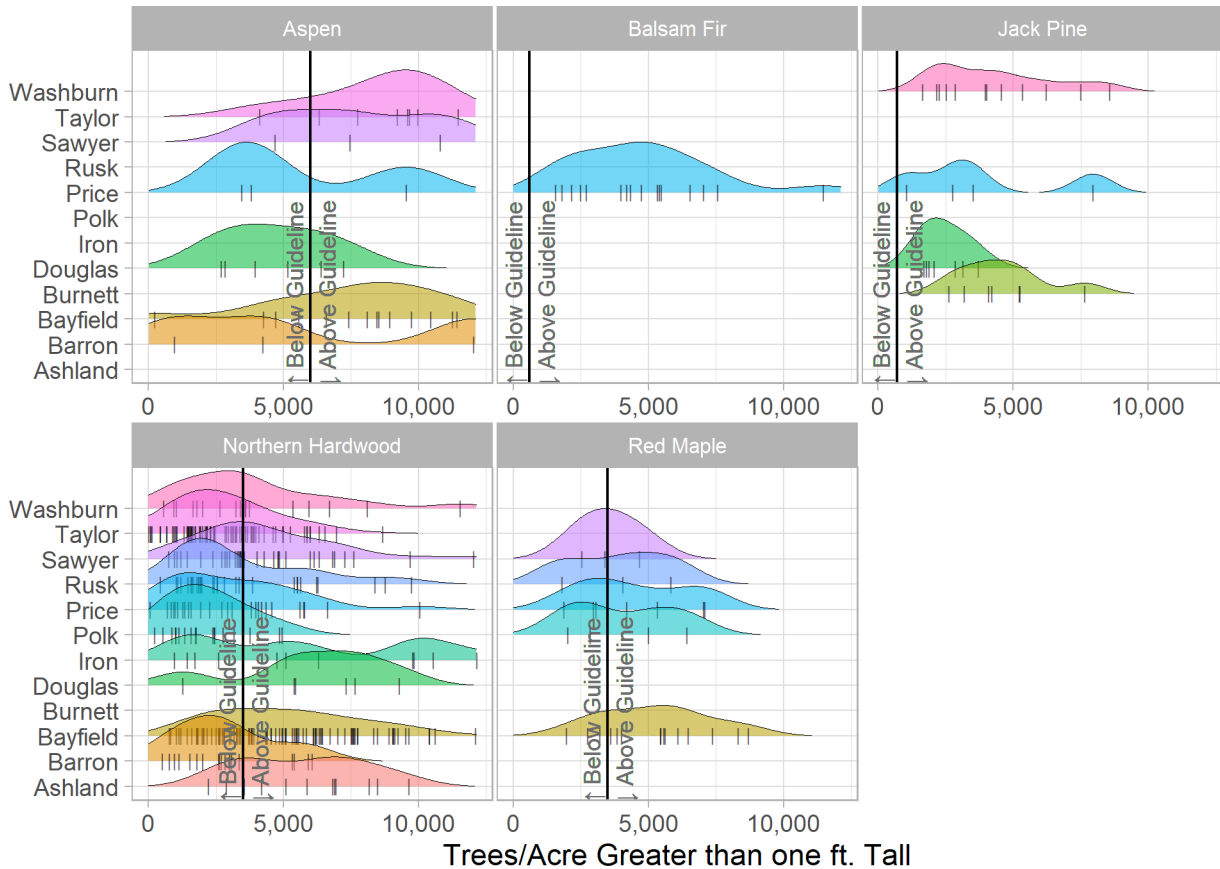 Aspen
Balsam Fir
Jack Pine
Washburn
Taylor
Sawyer
Rusk
Price
Polk
Iron
Douglas
Burnett
Bayfield
Barron
Ashland
Below Guideline
Above Guideline
Below Guideline
Above Guideline
Below Guideline
Above Guideline
0 5,000 10,000
0 5,000 10,000
0 5,000 10,000
Northern Hardwood
Red Maple
Washburn
Taylor
Sawyer
Rusk
Price
Polk
Iron
Douglas
Burnett
Bayfield
Barron
Ashland
Below Guideline
Above Guideline
Below Guideline
Above Guideline
0 5,000 10,000
0 5,000 10,000
Trees/Acre Greater than one ft. Tall